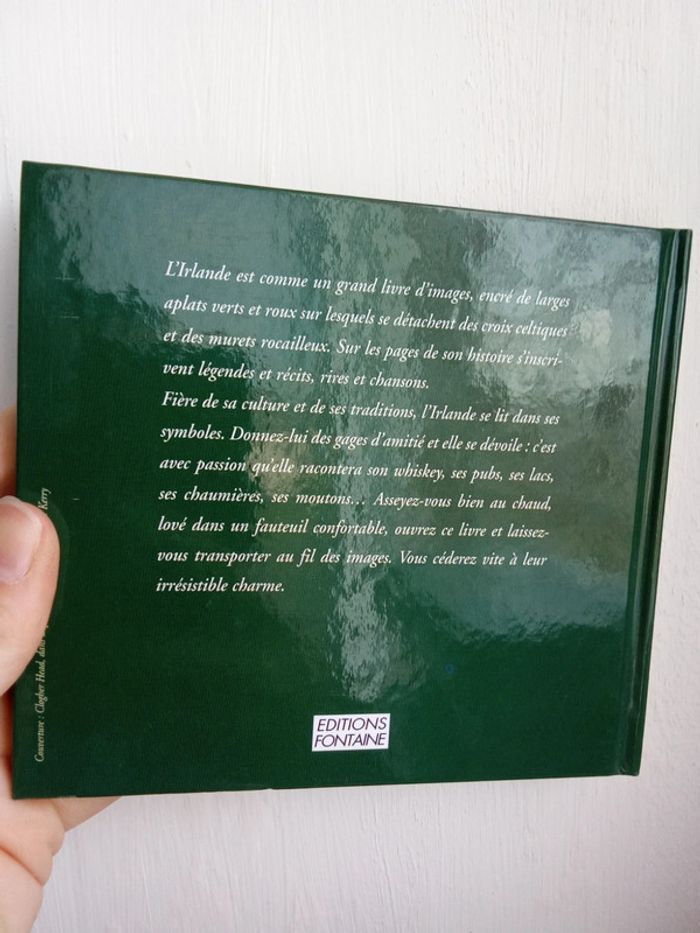 L'Irlande est comme un grand livre d'images, encré de larges
aplats verts et roux sur lesquels se détachent des croix celtiques
et des murets rocailleux. Sur les pages de son histoire s'inscri-
vent légendes et récits, rires et chansons.
Fière de sa culture et de ses traditions, l'Irlande se lit dans ses
symboles. Donnez-lui des gages d'amitié et elle se dévoile : c'est
avec passion qu'elle racontera son whiskey, ses pubs, ses lacs,
ses chaumières, ses moutons... Asseyez-vous bien au chaud,
lové dans un fauteuil confortable, ouvrez ce livre et laissez-
vous transporter au fil des images. Vous céderez vite à leur
irrésistible charme.
Couverture : Clogher Head, dans Kerry
EDITIONS
FONTAINE